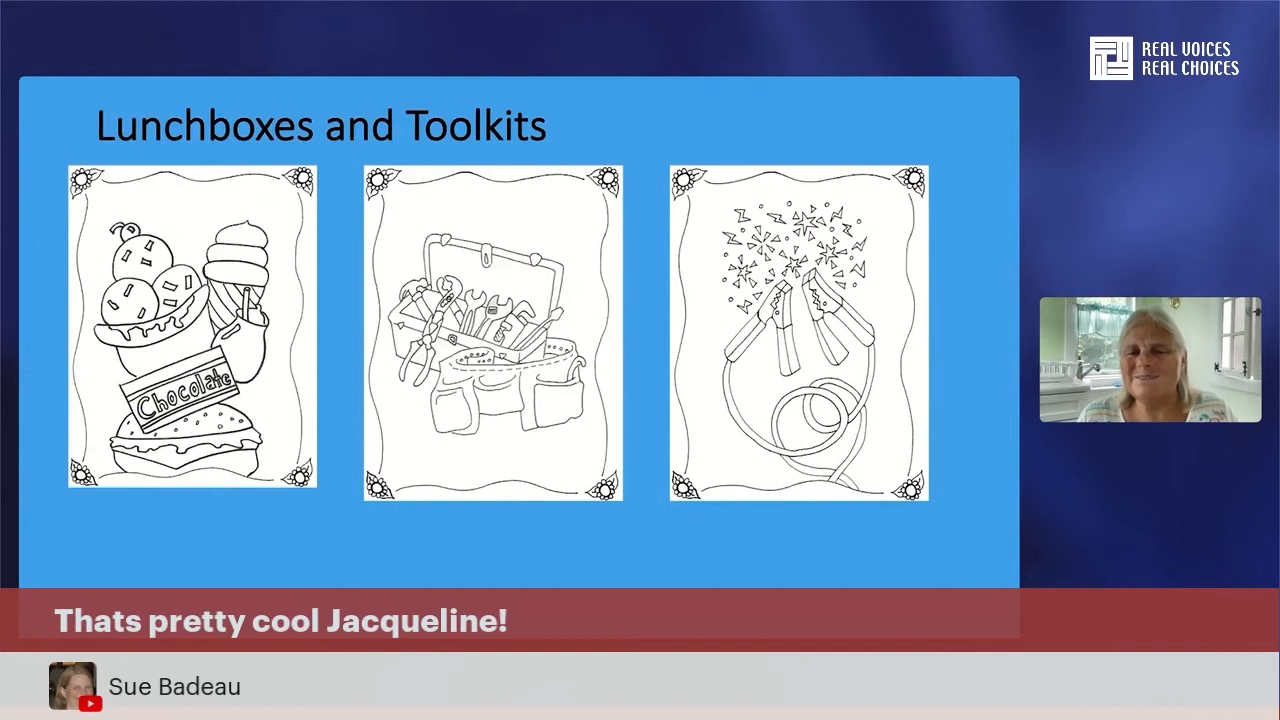 REAL VOICES
REAL CHOICES
Lunchboxes and Toolkits
Chocolate
Thats pretty cool Jacqueline!
Sue Badeau